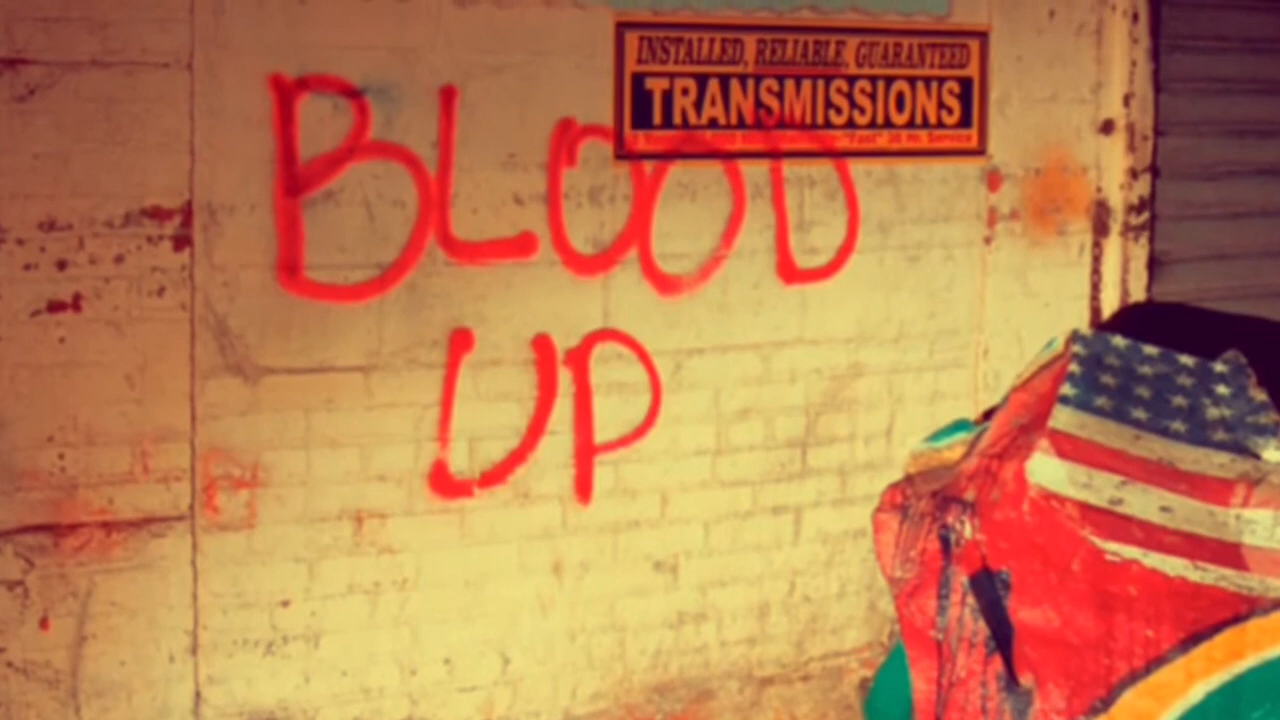 INSTALLED, RELIABLE, GUARANTEED
TRANSMISSIONS
BLOOD
UP